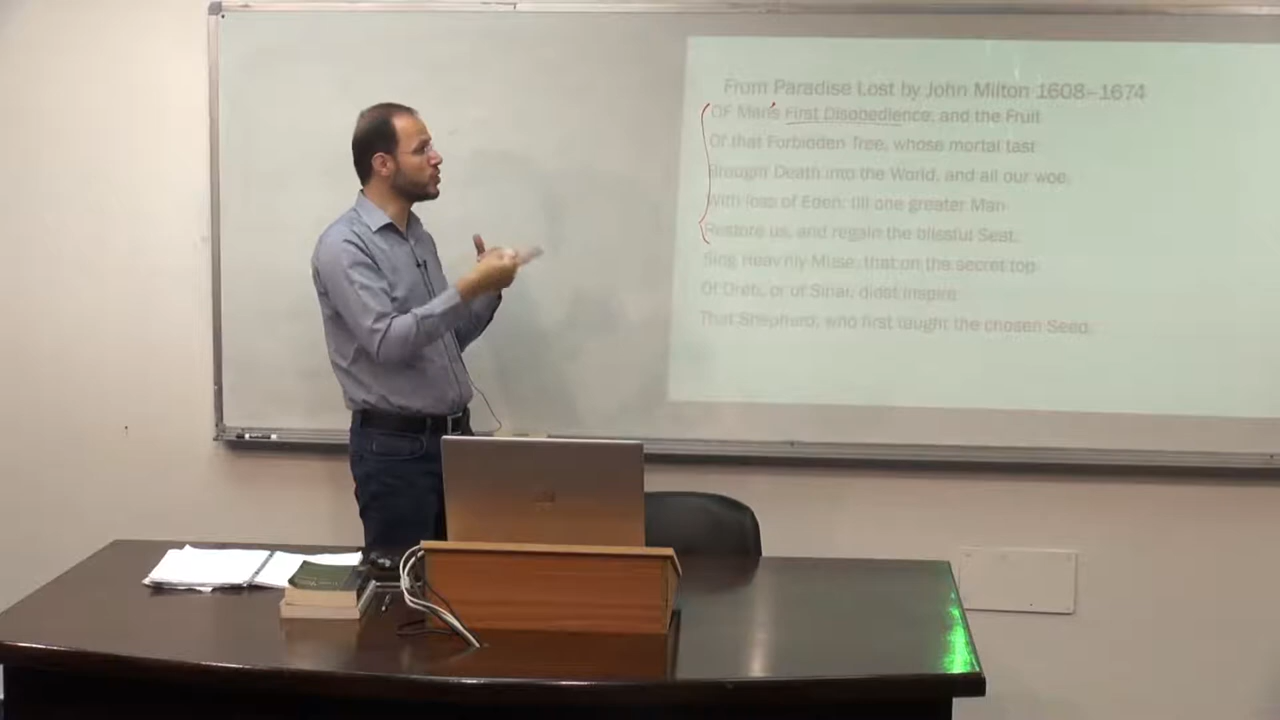 From Paradise Lost by John Milton 1608–1674
OF Man's First Disobedience, and the Fruit
Of that Forbidden Tree, whose mortal tast
Brought Death into the World, and all our woe,
With loss of Eden, till one greater Man
Restore us, and regain the blissful Seat,
Sing Heav'nly Muse, that on the secret top
Of Oreb, or of Sinai, didst inspire
That Shepherd, who first taught the chosen Seed,